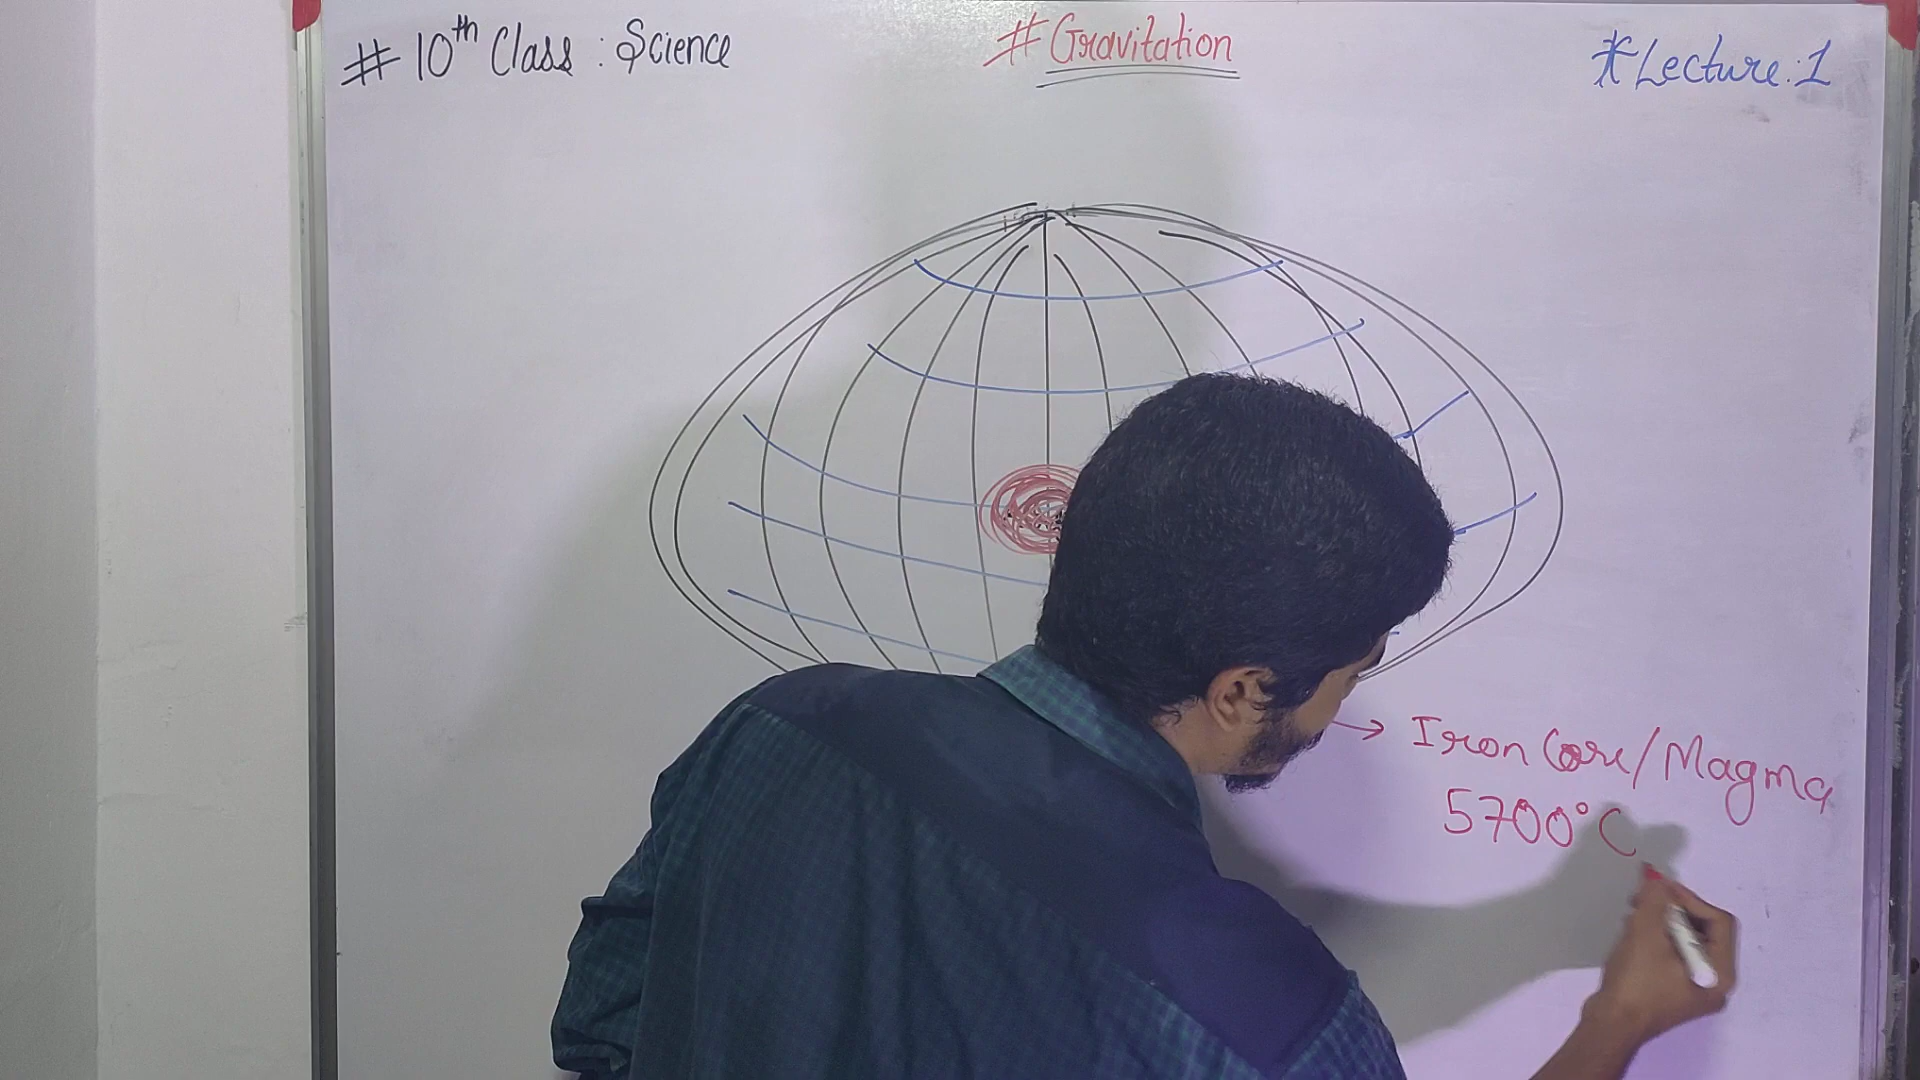 # 10th Class : Science
# Gravitation
* Lecture : 1
→ Iron Core/Magma
5700°C